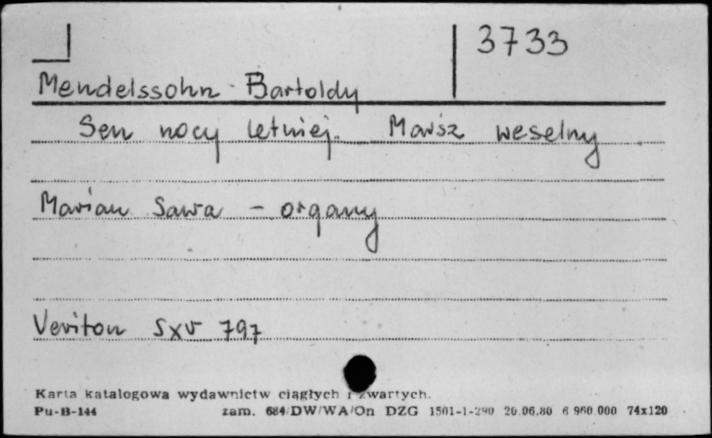 3733
Mendelssohn-Bartoldy
Sen nocy letniej. Marsz weselny
Marian Sawa – organy
Veriton SXV 797
Karta katalogowa wydawnictw ciągłych i zwartych.
Pu-B-144 zam. 684/DW/WA/On DZG 1501-1-290 20.06.80 6 960.000 74x120